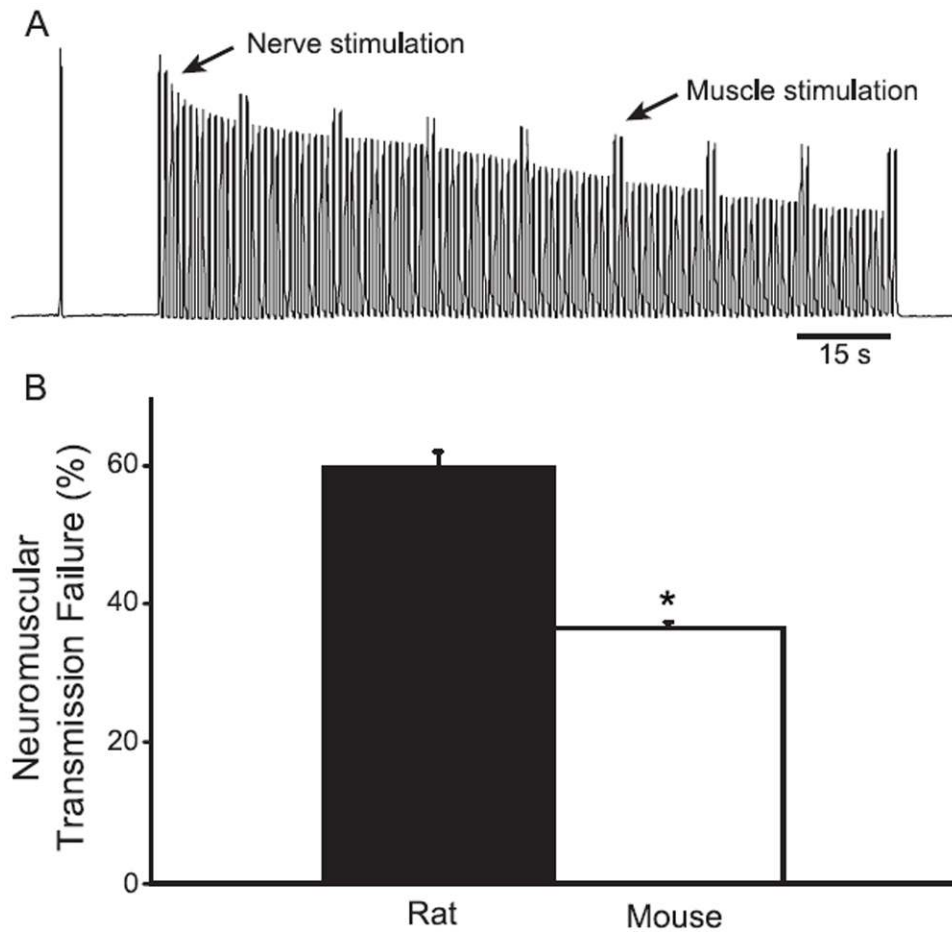 A
Nerve stimulation
Muscle stimulation
15 s
B
Neuromuscular
Transmission Failure (%)
60
40
20
0
*
Rat
Mouse